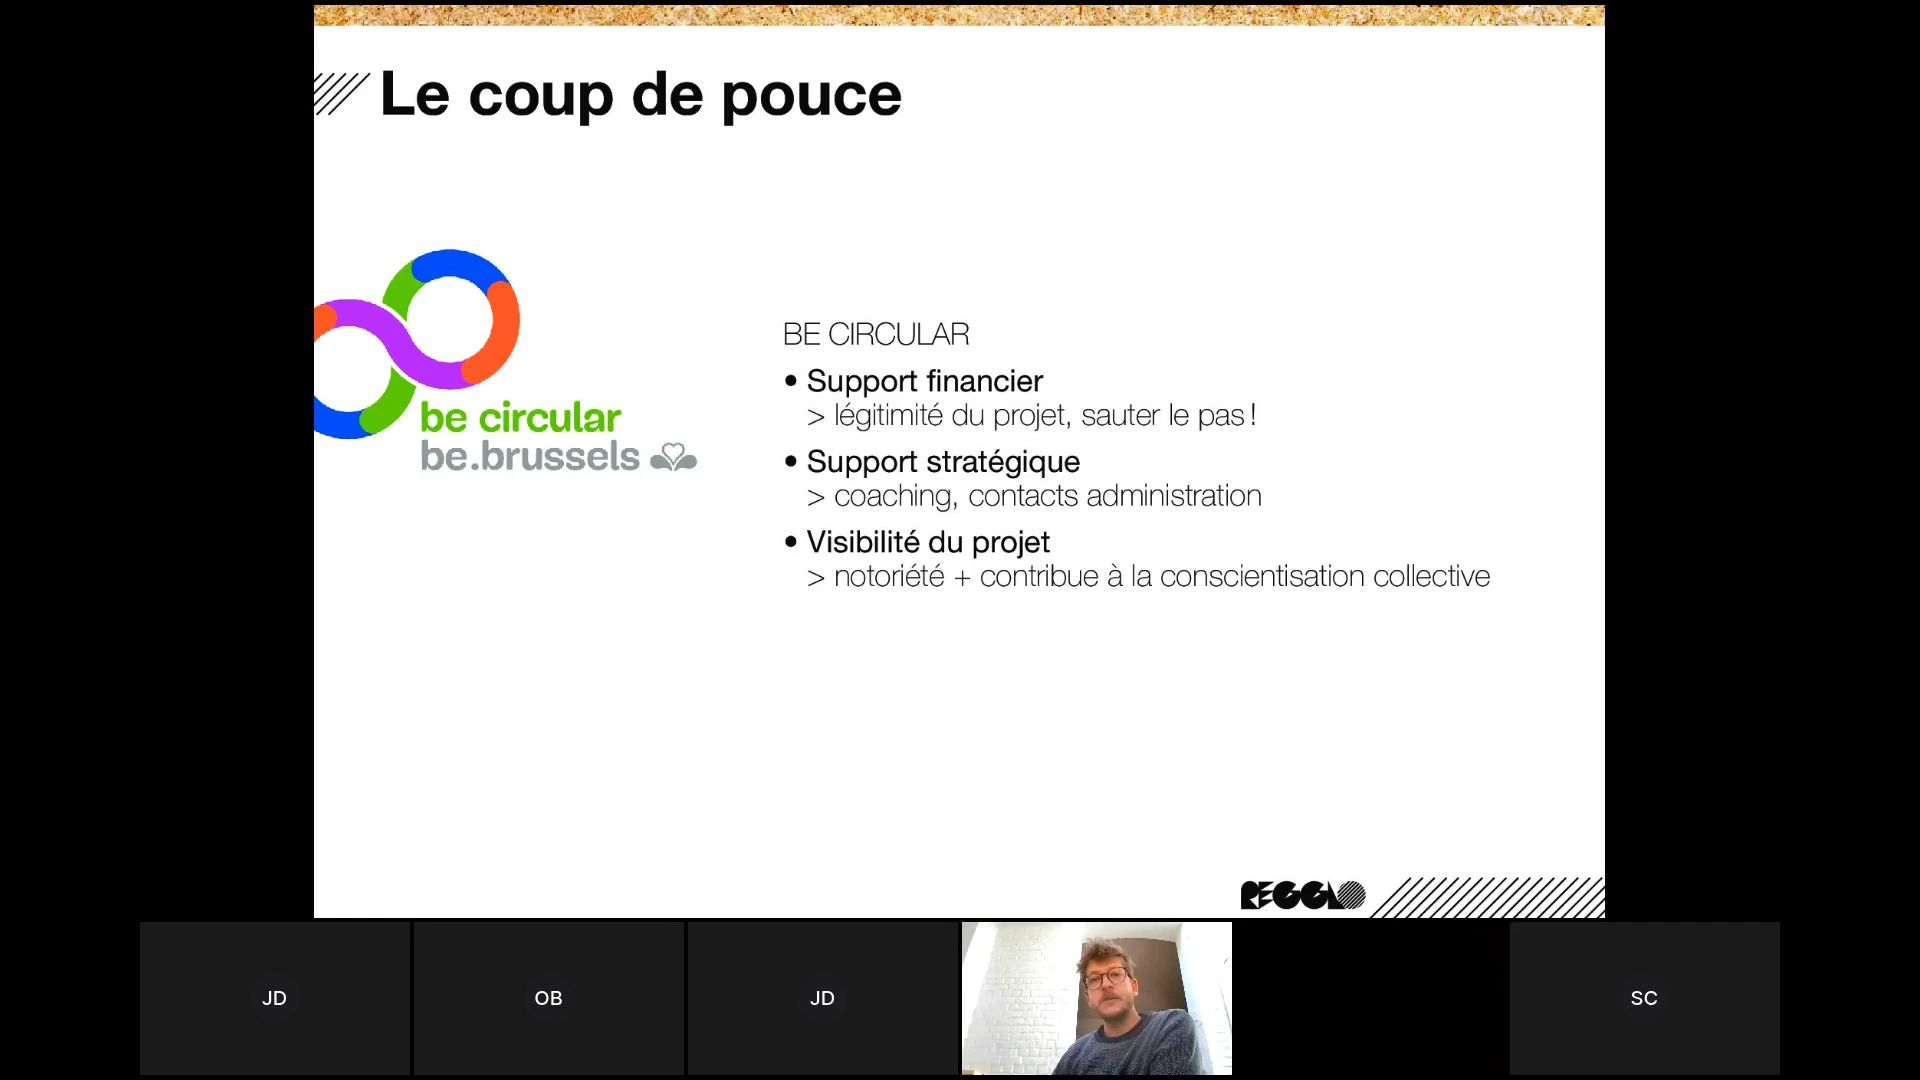 Le coup de pouce
be circular
be.brussels
BE CIRCULAR
• Support financier
> légitimité du projet, sauter le pas !
• Support stratégique
> coaching, contacts administration
• Visibilité du projet
> notoriété + contribue à la conscientisation collective
REGGLO
JD
OB
JD
SC